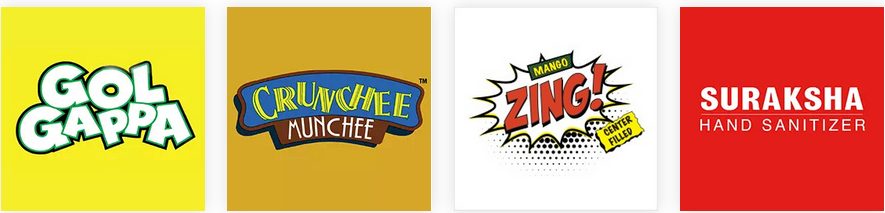 GOL
GAPPA
CRUNCHEE
MUNCHEE
TM
MANGO
ZING!
CENTER
FILLED
SURAKSHA
HAND SANITIZER